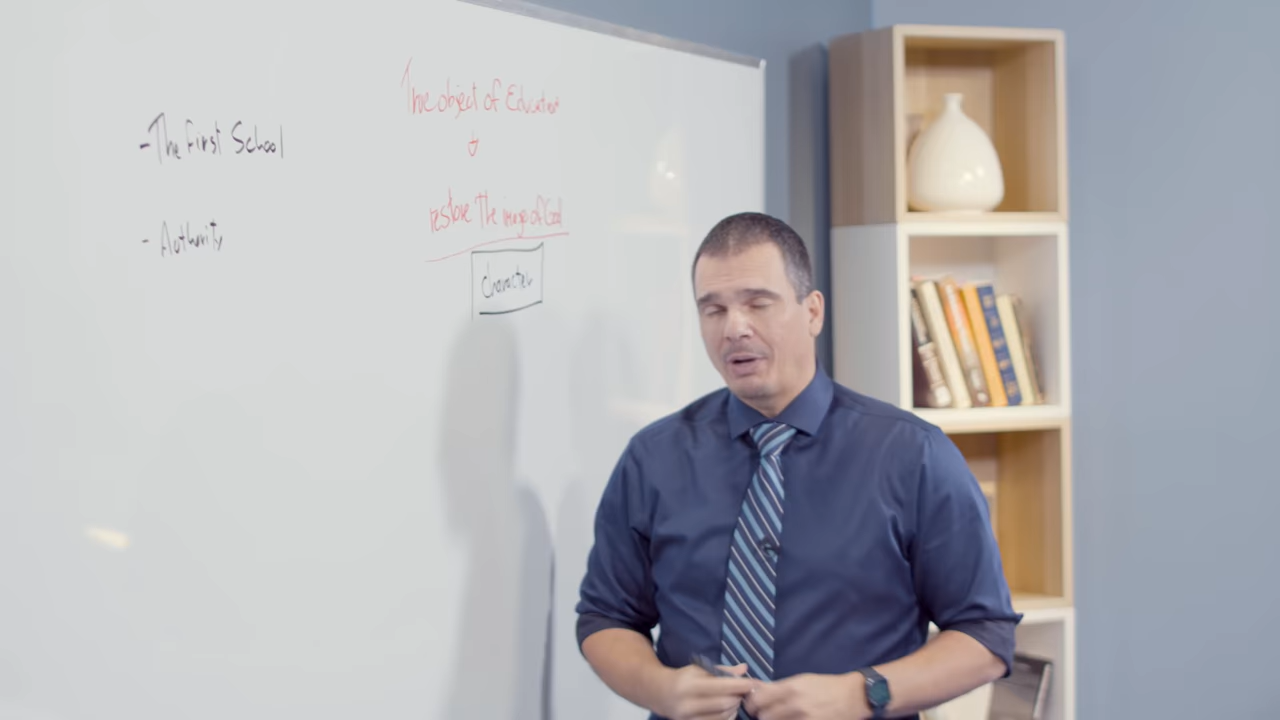 - The First School
- Authority
The object of Education
restore The image of God
character